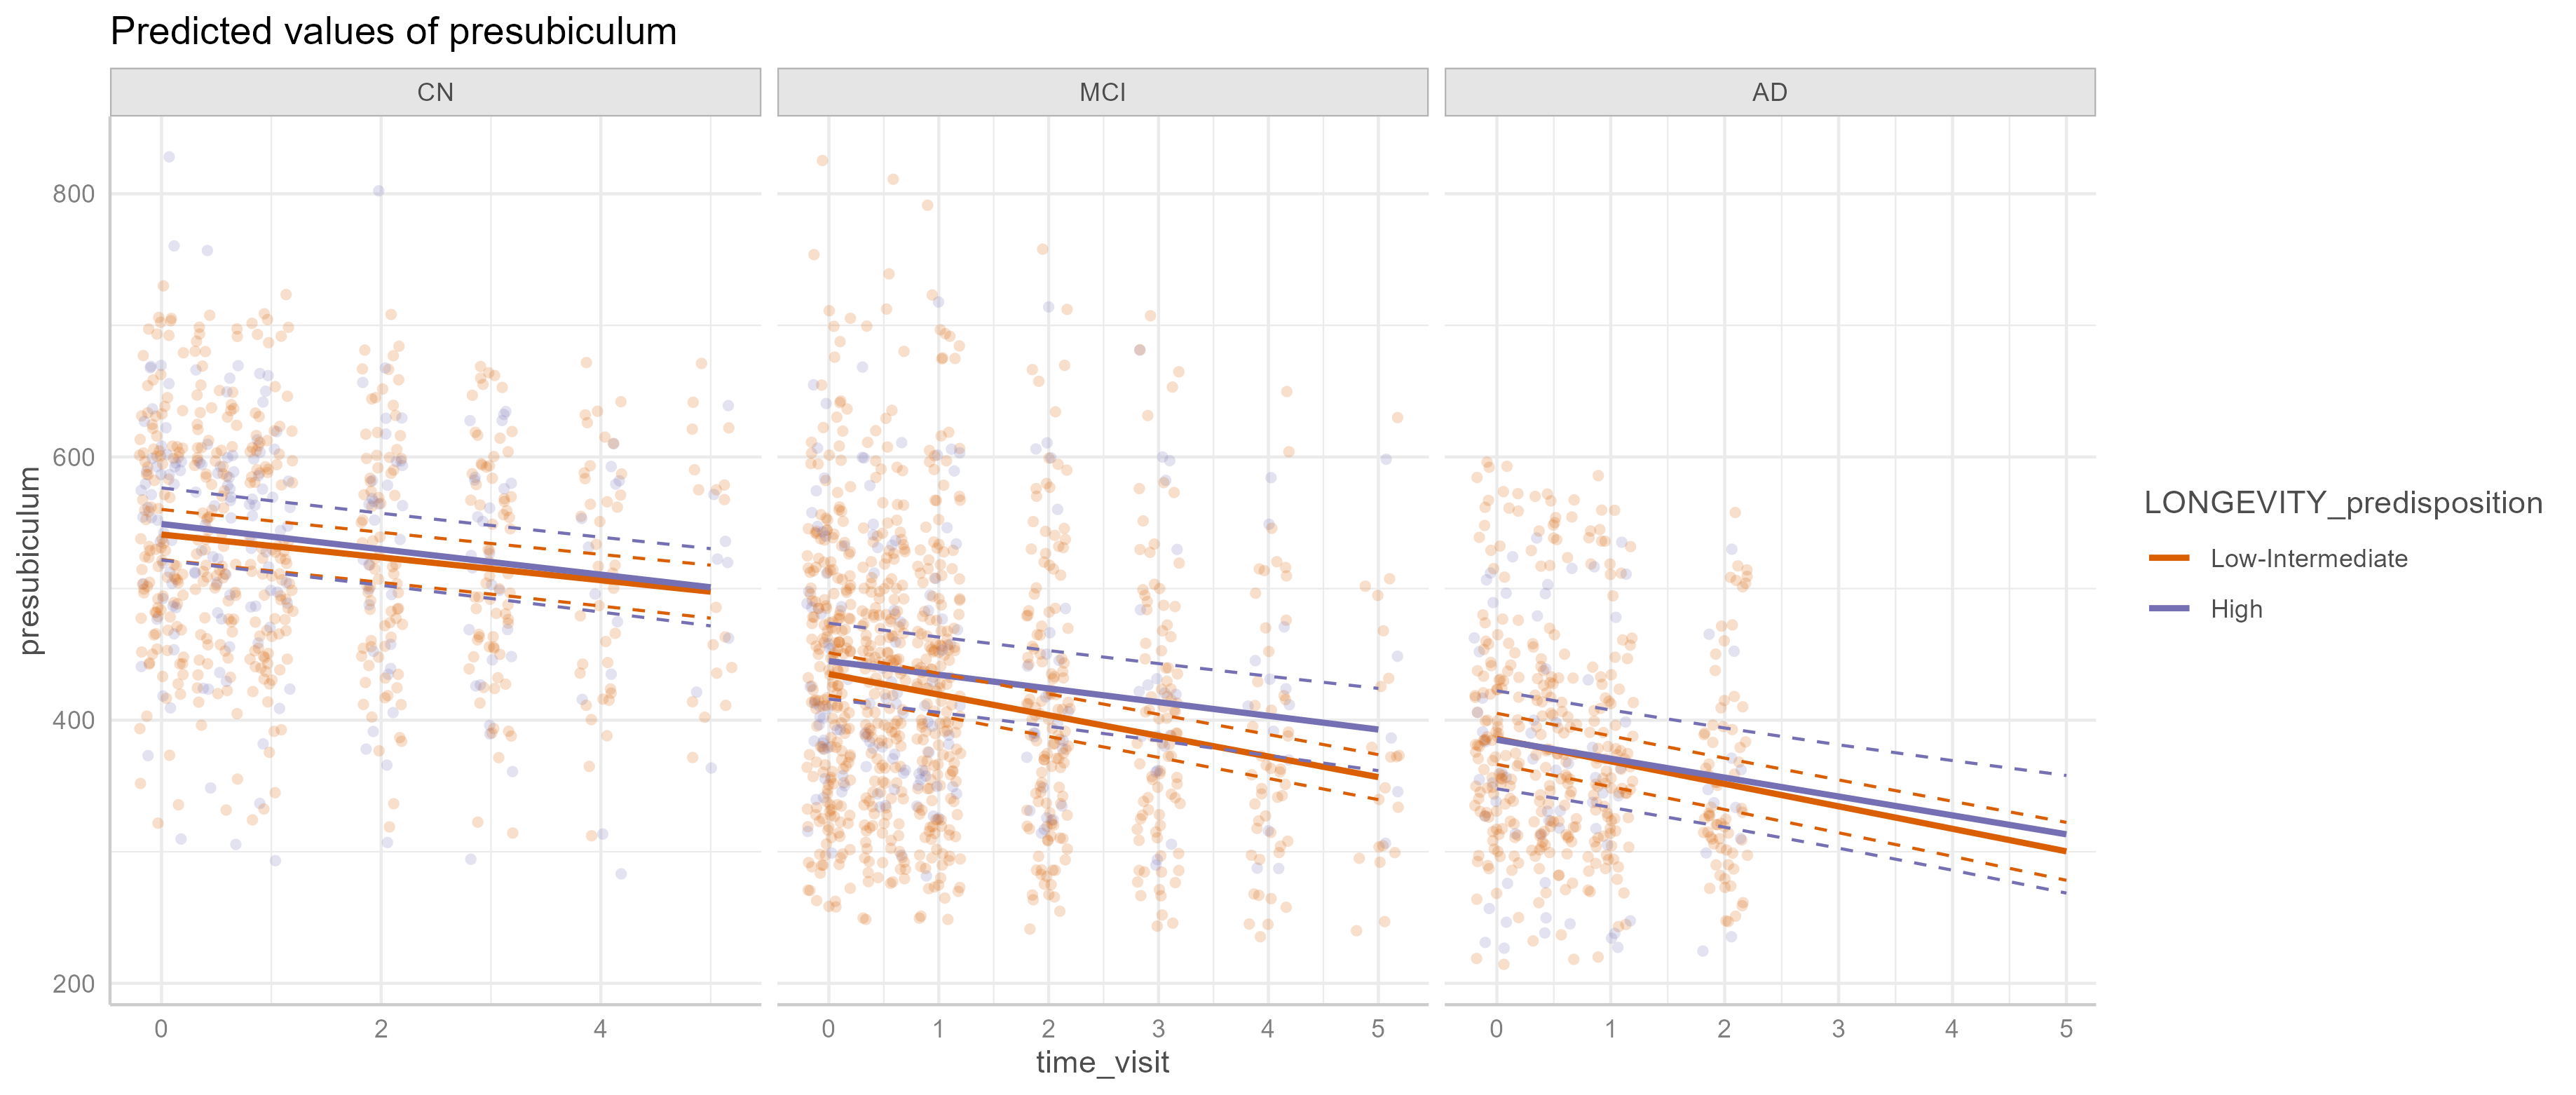 Predicted values of presubiculum
CN
MCI
AD
presubiculum
800
600
400
200
0 2 4
0 1 2 3 4 5
0 1 2 3 4 5
time_visit
LONGEVITY_predisposition
Low-Intermediate
High